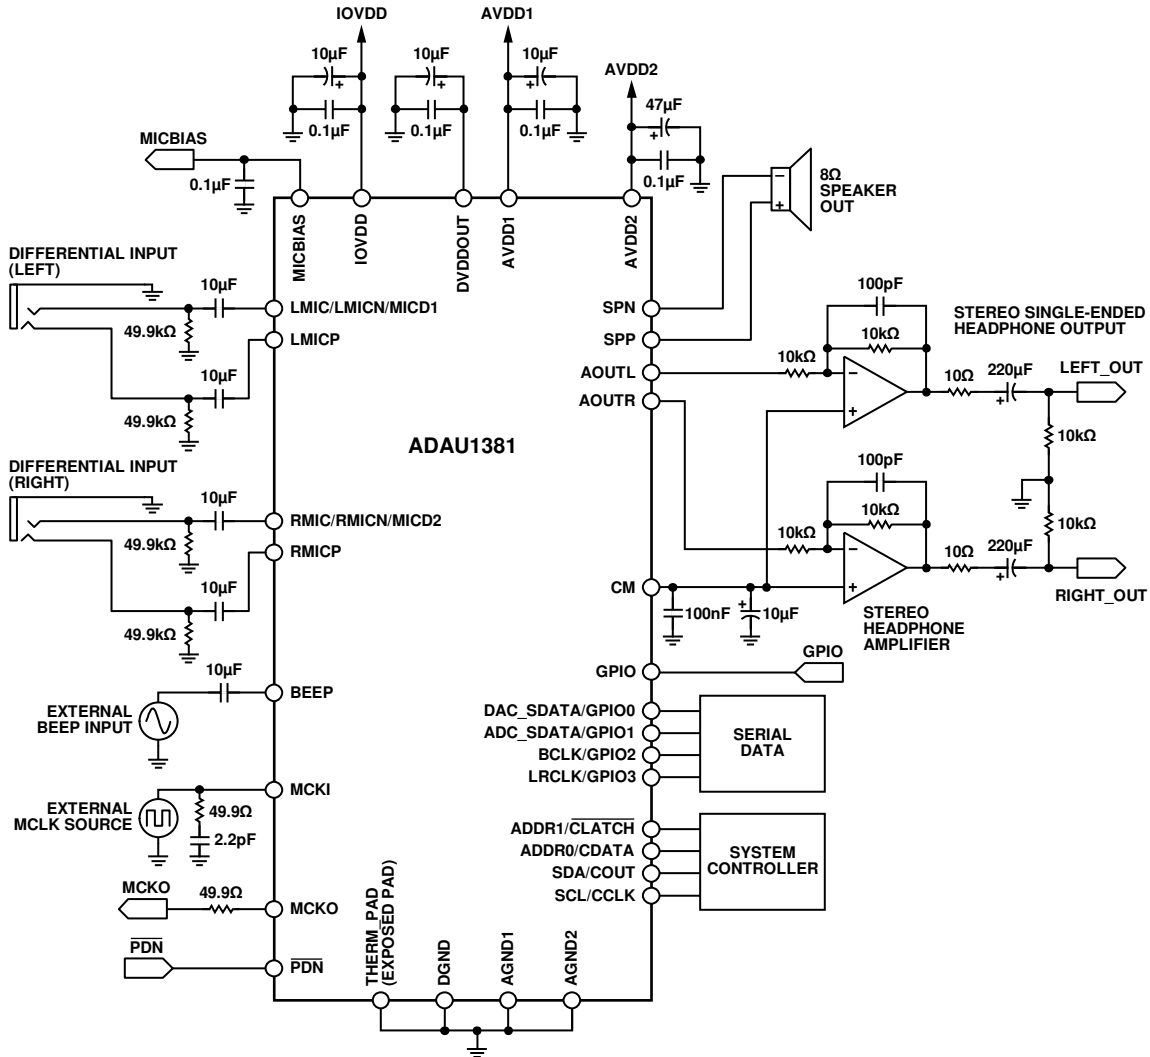 IOVDD
AVDD1
10µF
10µF
10µF
AVDD2
47µF
0.1µF
0.1µF
0.1µF
MICBIAS
0.1µF
0.1µF
8Ω
SPEAKER
OUT
MICBIAS
IOVDD
DVDDOUT
AVDD1
AVDD2
DIFFERENTIAL INPUT
(LEFT)
10µF
LMIC/LMICN/MICD1
49.9kΩ
LMICP
10µF
49.9kΩ
SPN
SPP
AOUTL
AOUTR
100pF
10kΩ
10kΩ
STEREO SINGLE-ENDED
HEADPHONE OUTPUT
10Ω
220µF
LEFT_OUT
10kΩ
ADAU1381
DIFFERENTIAL INPUT
(RIGHT)
10µF
RMIC/RMICN/MICD2
49.9kΩ
RMICP
10µF
49.9kΩ
100pF
10kΩ
10kΩ
10kΩ
10Ω
220µF
RIGHT_OUT
CM
100nF
10µF
STEREO
HEADPHONE
AMPLIFIER
10µF
BEEP
EXTERNAL
BEEP INPUT
GPIO
GPIO
DAC_SDATA/GPIO0
ADC_SDATA/GPIO1
BCLK/GPIO2
LRCLK/GPIO3
SERIAL
DATA
MCKI
EXTERNAL
MCLK SOURCE
49.9Ω
2.2pF
ADDR1/CLATCH
ADDR0/CDATA
SDA/COUT
SCL/CCLK
SYSTEM
CONTROLLER
MCKO
49.9Ω
MCKO
PDN
PDN
THERM_PAD
(EXPOSED PAD)
DGND
AGND1
AGND2